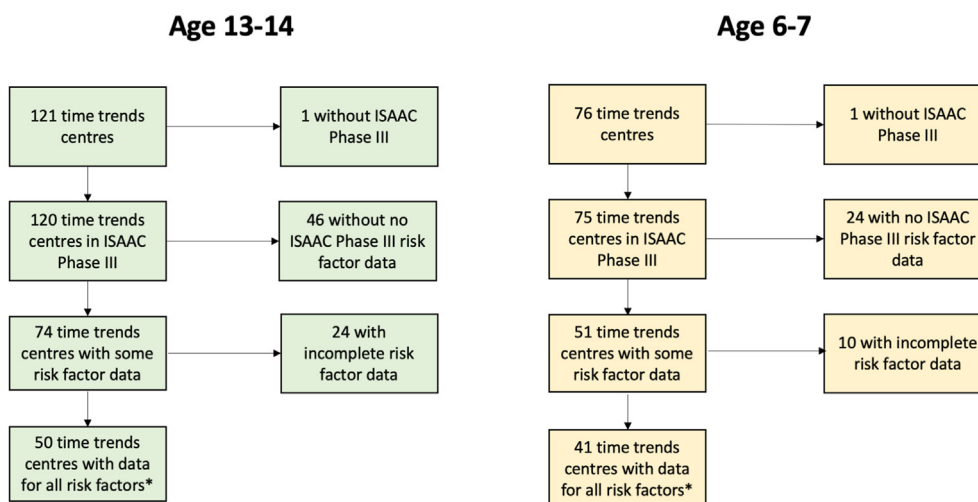 Age 13-14
121 time trends
centres
1 without ISAAC
Phase III
120 time trends
centres in ISAAC
Phase III
46 without no
ISAAC Phase III risk
factor data
74 time trends
centres with some
risk factor data
24 with
incomplete risk
factor data
50 time trends
centres with data
for all risk factors*
Age 6-7
76 time trends
centres
1 without ISAAC
Phase III
75 time trends
centres in ISAAC
Phase III
24 with no ISAAC
Phase III risk factor
data
51 time trends
centres with some
risk factor data
10 with incomplete
risk factor data
41 time trends
centres with data
for all risk factors*